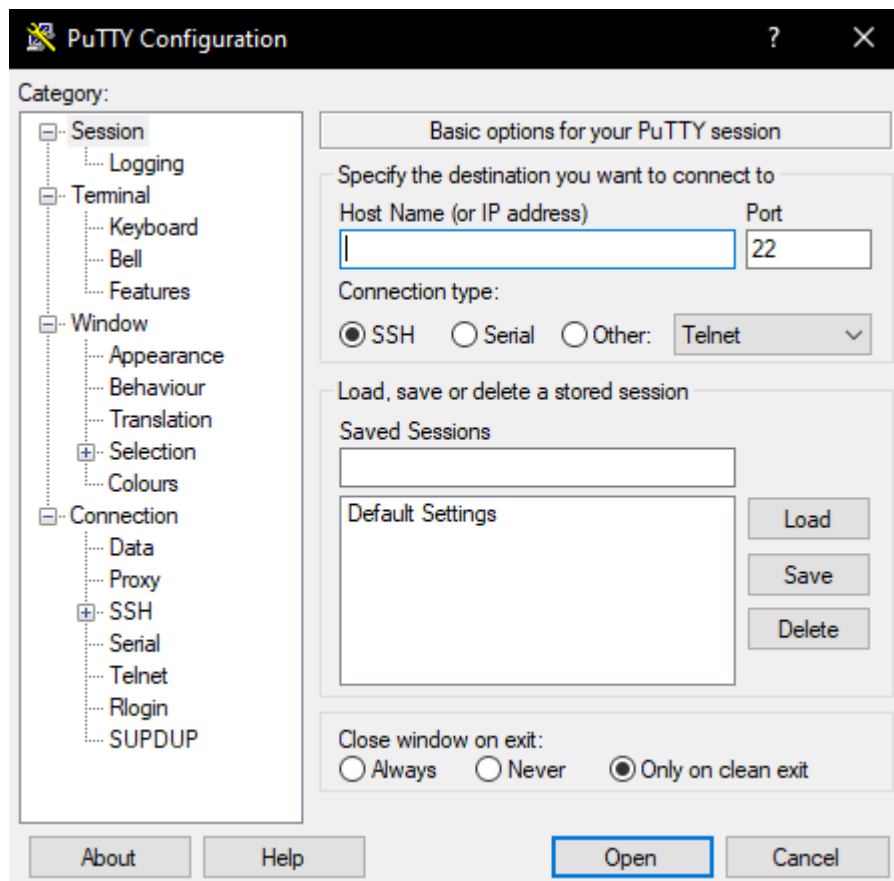 PuTTY Configuration
?
Category:
Session
Logging
Terminal
Keyboard
Bell
Features
Window
Appearance
Behaviour
Translation
Selection
Colours
Connection
Data
Proxy
SSH
Serial
Telnet
Rlogin
SUPDUP
Basic options for your PuTTY session
Specify the destination you want to connect to
Host Name (or IP address) Port
22
Connection type:
SSH Serial Other: Telnet
Load, save or delete a stored session
Saved Sessions
Default Settings
Load
Save
Delete
Close window on exit:
Always Never Only on clean exit
About Help Open Cancel